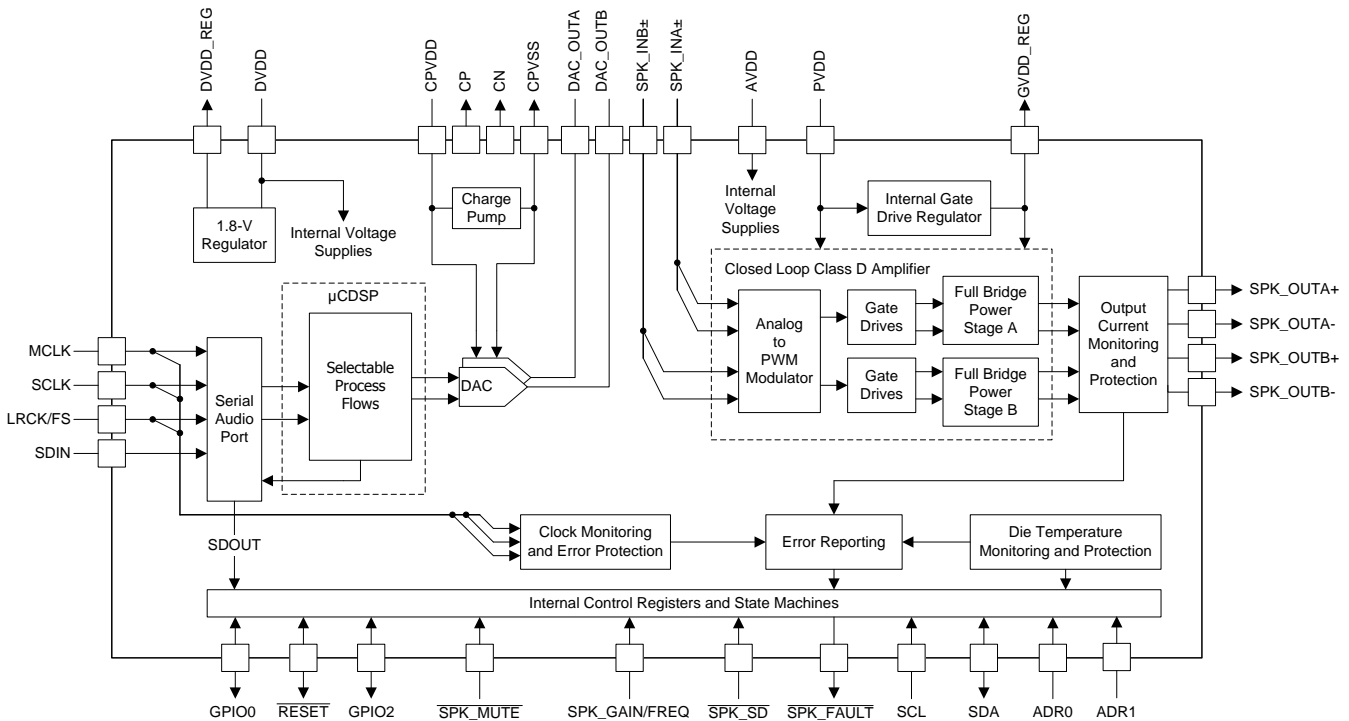 DVDD_REG
DVDD
CPVDD
CP
CN
CPVSS
DAC_OUTA
DAC_OUTB
SPK_INB±
SPK_INA±
AVDD
PVDD
GVDD_REG
1.8-V
Regulator
Internal Voltage
Supplies
Charge
Pump
Internal
Voltage
Supplies
Internal Gate
Drive Regulator
Closed Loop Class D Amplifier
µCDSP
MCLK
SCLK
LRCK/FS
SDIN
Serial
Audio
Port
Selectable
Process
Flows
DAC
Analog
to
PWM
Modulator
Gate
Drives
Full Bridge
Power
Stage A
Gate
Drives
Full Bridge
Power
Stage B
Output
Current
Monitoring
and
Protection
SPK_OUTA+
SPK_OUTA-
SPK_OUTB+
SPK_OUTB-
SDOUT
Clock Monitoring
and Error Protection
Error Reporting
Die Temperature
Monitoring and Protection
Internal Control Registers and State Machines
GPIO0
RESET
GPIO2
SPK_MUTE
SPK_GAIN/FREQ
SPK_SD
SPK_FAULT
SCL
SDA
ADR0
ADR1